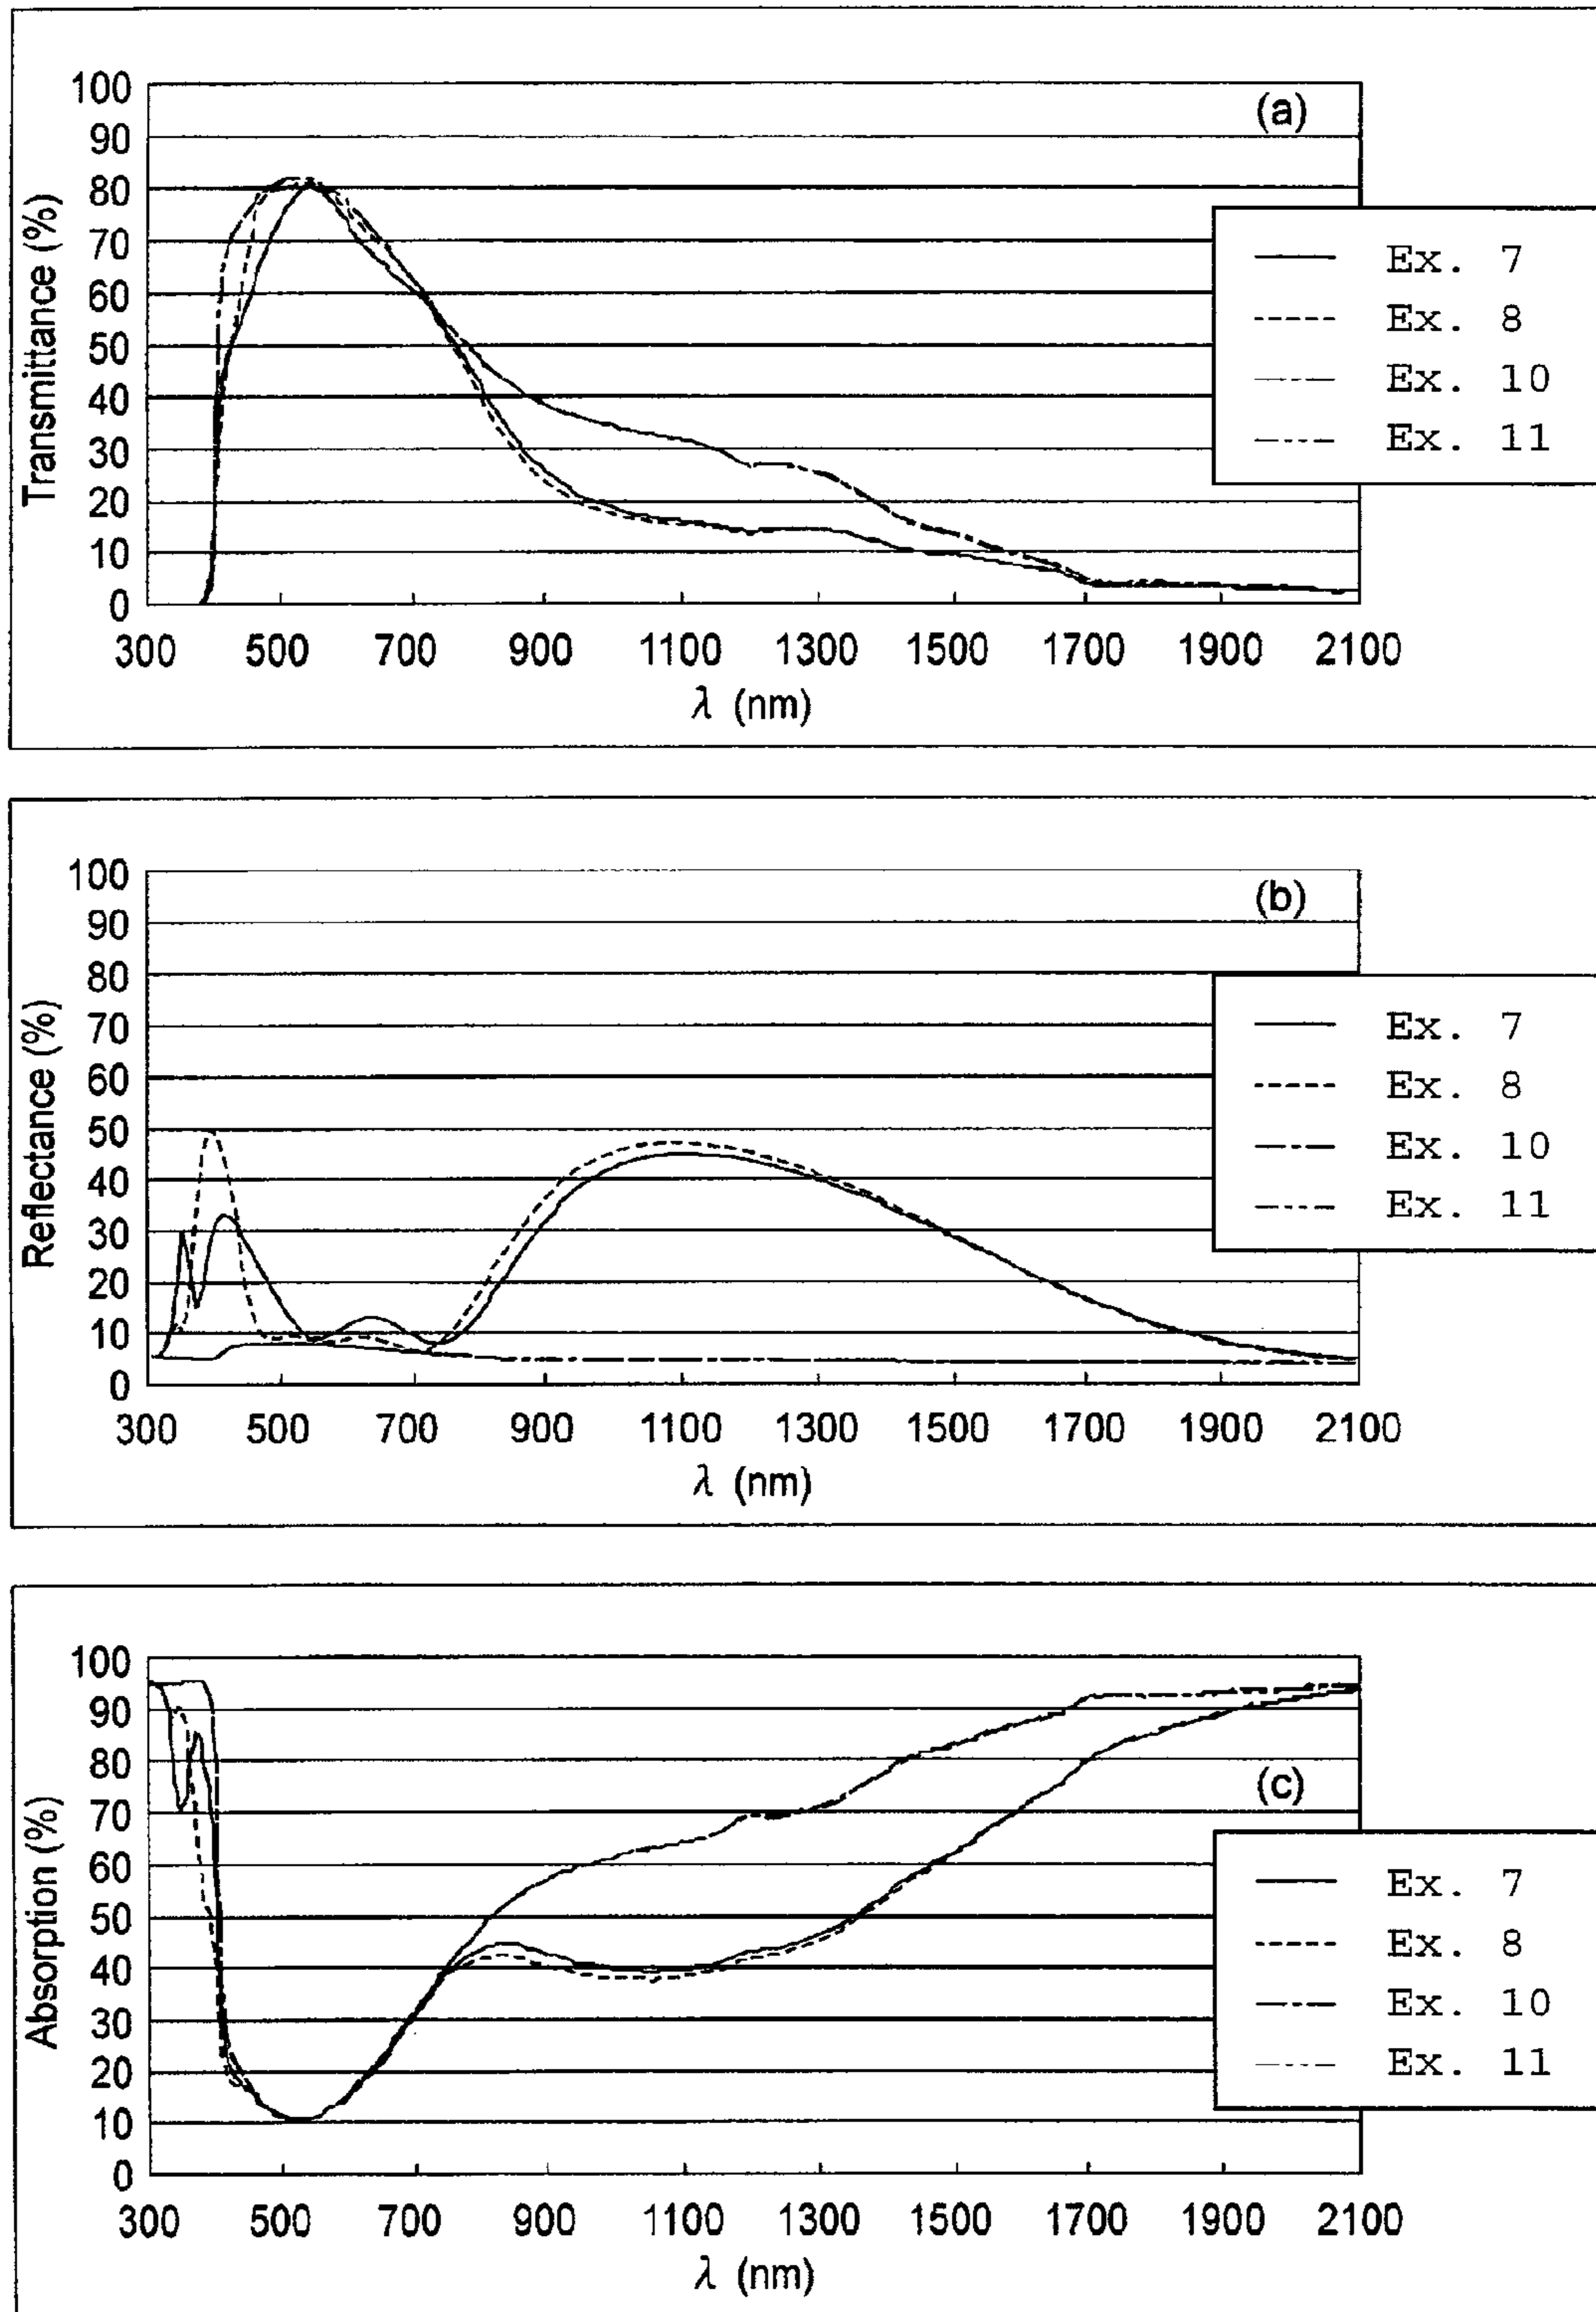 (a)
Transmittance (%)
100
90
80
70
60
50
40
30
20
10
0
300 500 700 900 1100 1300 1500 1700 1900 2100
λ (nm)
Ex. 7
Ex. 8
Ex. 10
Ex. 11
(b)
Reflectance (%)
100
90
80
70
60
50
40
30
20
10
0
300 500 700 900 1100 1300 1500 1700 1900 2100
λ (nm)
Ex. 7
Ex. 8
Ex. 10
Ex. 11
(c)
Absorption (%)
100
90
80
70
60
50
40
30
20
10
0
300 500 700 900 1100 1300 1500 1700 1900 2100
λ (nm)
Ex. 7
Ex. 8
Ex. 10
Ex. 11